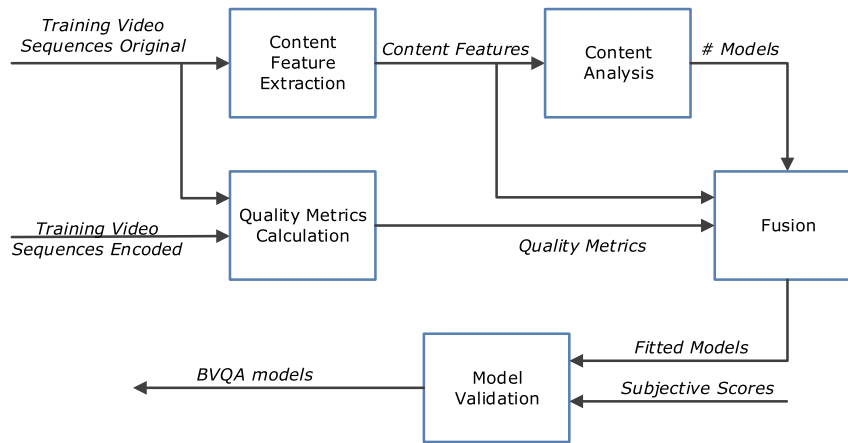 Training Video
Sequences Original
Content
Feature
Extraction
Content Features
Content
Analysis
# Models
Training Video
Sequences Encoded
Quality Metrics
Calculation
Quality Metrics
Fusion
Fitted Models
Subjective Scores
Model
Validation
BVQA models